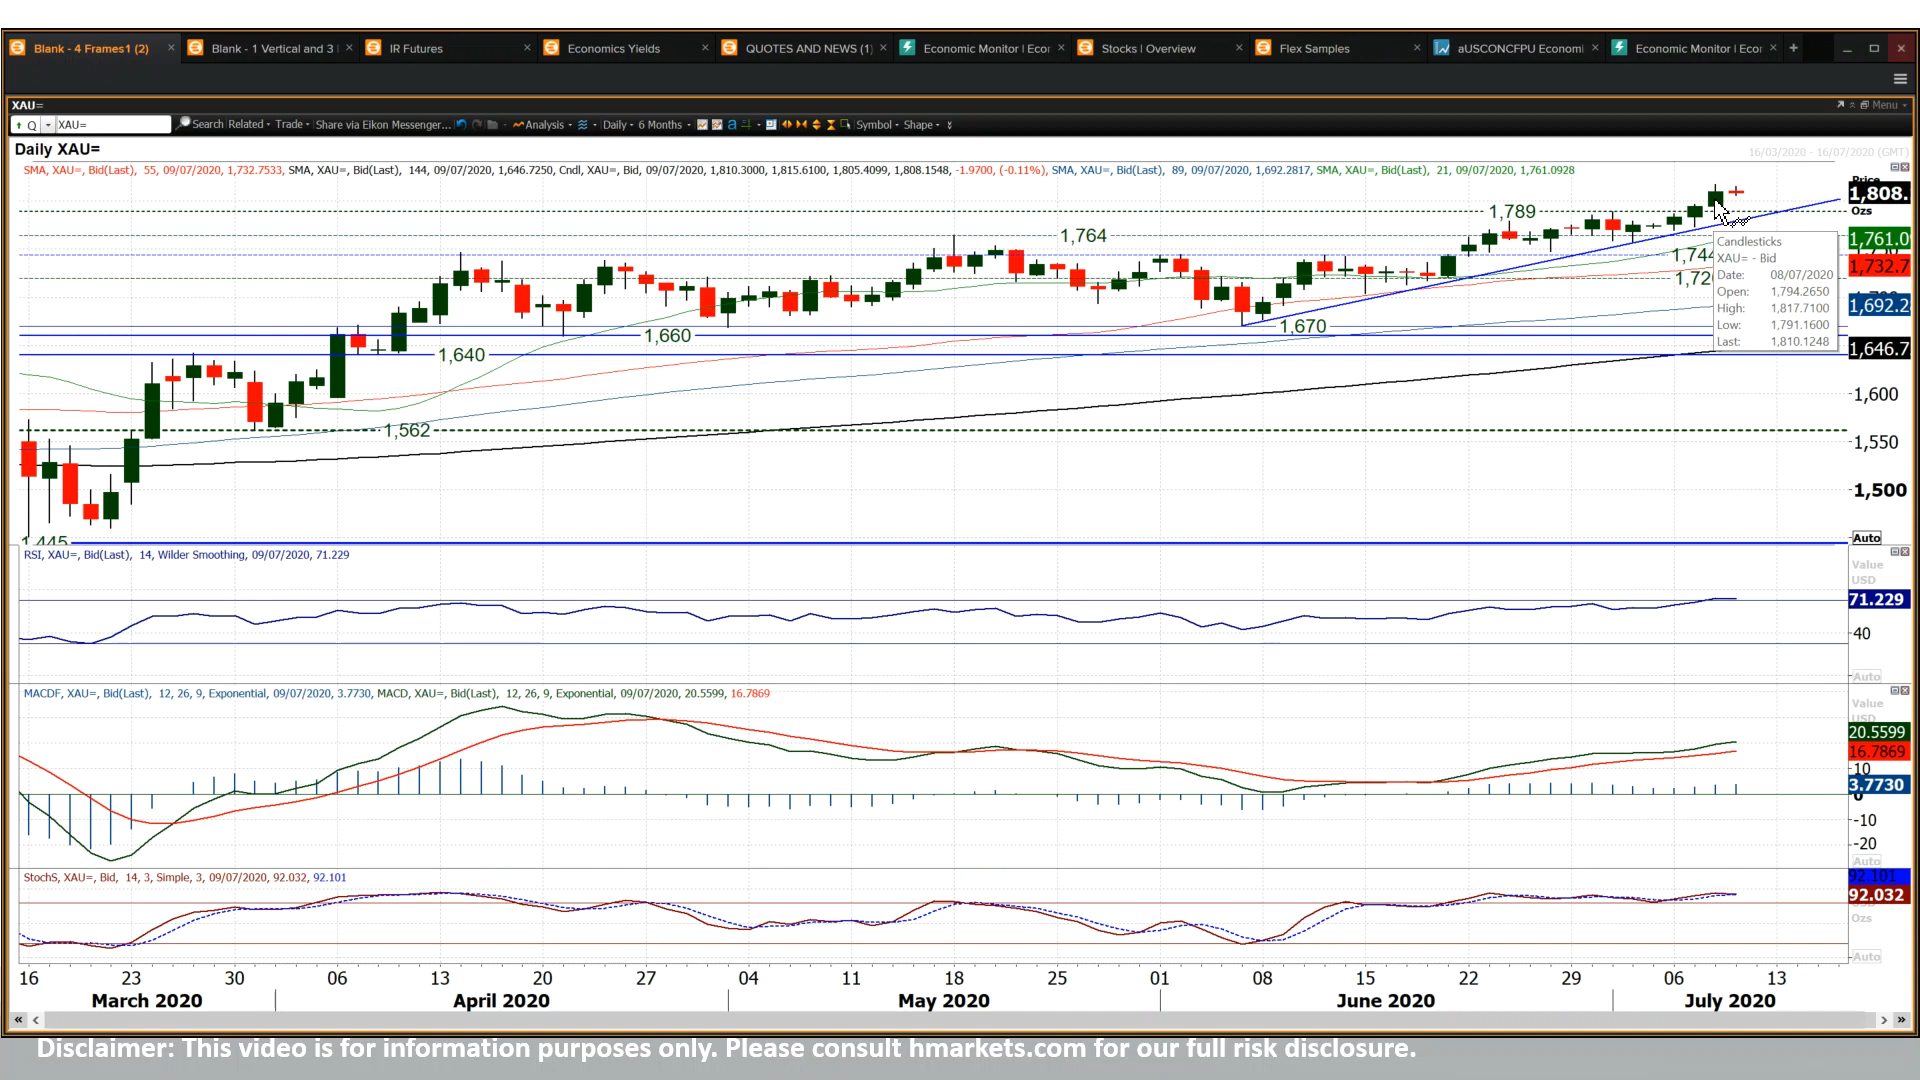 Blank - 4 Frames1 (2)
Blank - 1 Vertical and 3
IR Futures
Economics Yields
QUOTES AND NEWS (1)
Economic Monitor | Ecor
Stocks | Overview
Flex Samples
aUSCONCFPU Economi
Economic Monitor | Ecor
XAU=
Menu
Q XAU= Search Related Trade Share via Eikon Messenger... Analysis Daily 6 Months a Symbol Shape
Daily XAU=
16/03/2020 - 16/07/2020 (GMT)
SMA, XAU=, Bid(Last), 55, 09/07/2020, 1,732.7533, SMA, XAU=, Bid(Last), 144, 09/07/2020, 1,646.7250, Cndl, XAU=, Bid, 09/07/2020, 1,810.3000, 1,815.6100, 1,805.4099, 1,808.1548, -1.9700, (-0.11%), SMA, XAU=, Bid(Last), 89, 09/07/2020, 1,692.2817, SMA, XAU=, Bid(Last), 21, 09/07/2020, 1,761.0928
Price
1,808.
Ozs
1,789
1,764
1,761.0
1,744
1,732.7
1,72
1,692.2
1,670
1,660
1,646.7
1,640
1,600
1,562
1,550
1,500
1,445
Auto
Candlesticks
XAU= - Bid
Date: 08/07/2020
Open: 1,794.2650
High: 1,817.7100
Low: 1,791.1600
Last: 1,810.1248
RSI, XAU=, Bid(Last), 14, Wilder Smoothing, 09/07/2020, 71.229
Value
USD
71.229
40
Auto
MACDF, XAU=, Bid(Last), 12, 26, 9, Exponential, 09/07/2020, 3.7730, MACD, XAU=, Bid(Last), 12, 26, 9, Exponential, 09/07/2020, 20.5599, 16.7869
Value
USD
20.5599
16.7869
10
3.7730
0
-10
-20
Auto
StochS, XAU=, Bid, 14, 3, Simple, 3, 09/07/2020, 92.032, 92.101
92.101
92.032
Ozs
Auto
16 23 30 06 13 20 27 04 11 18 25 01 08 15 22 29 06 13
March 2020 April 2020 May 2020 June 2020 July 2020
Disclaimer: This video is for information purposes only. Please consult hmarkets.com for our full risk disclosure.